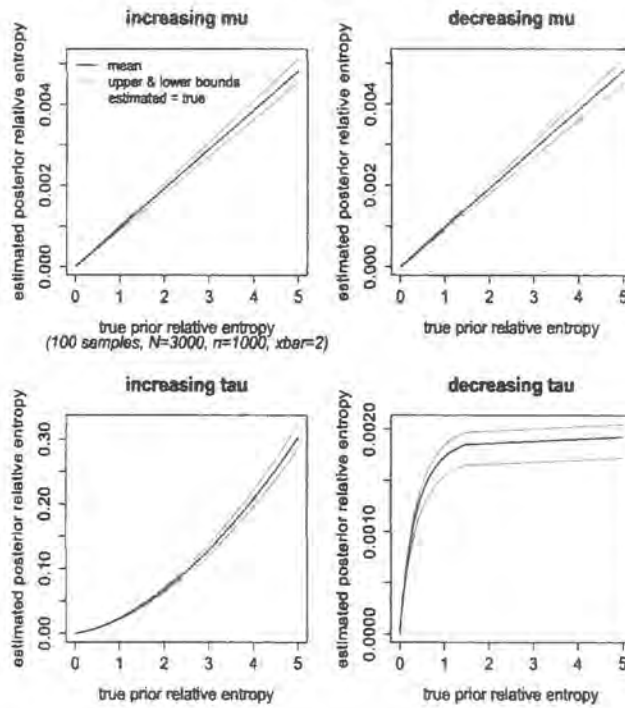 increasing mu
estimated posterior relative entropy
0.000 0.002 0.004
mean
upper & lower bounds
estimated = true
0 1 2 3 4 5
true prior relative entropy
decreasing mu
estimated posterior relative entropy
0.000 0.002 0.004
0 1 2 3 4 5
true prior relative entropy
(100 samples, N=3000, n=1000, xbar=2)
increasing tau
estimated posterior relative entropy
0.00 0.10 0.20 0.30
0 1 2 3 4 5
true prior relative entropy
decreasing tau
estimated posterior relative entropy
0.0000 0.0010 0.0020
0 1 2 3 4 5
true prior relative entropy